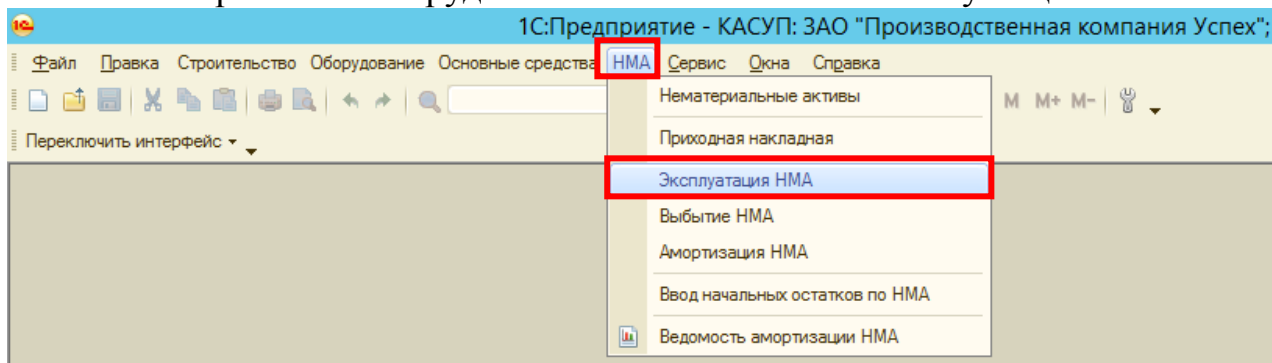 1С:Предприятие - КАСУП: ЗАО "Производственная компания Успех";
Файл Правка Строительство Оборудование Основные средства НМА Сервис Окна Справка
Нематериальные активы
M M+ M-
Приходная накладная
Переключить интерфейс
Эксплуатация НМА
Выбытие НМА
Амортизация НМА
Ввод начальных остатков по НМА
Ведомость амортизации НМА